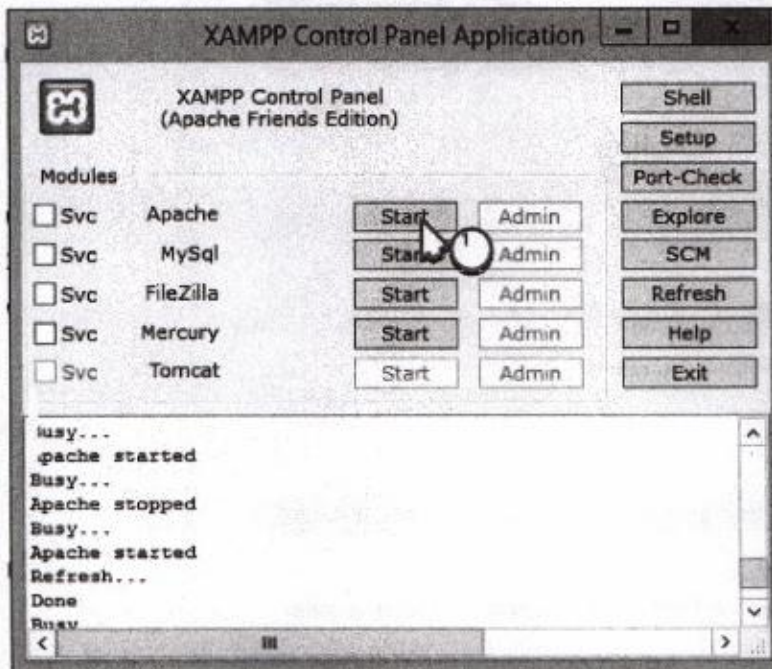 XAMPP Control Panel Application
XAMPP Control Panel
(Apache Friends Edition)
Shell
Setup
Modules
Port-Check
Svc Apache Start Admin Explore
Svc MySql Start Admin SCM
Svc FileZilla Start Admin Refresh
Svc Mercury Start Admin Help
Svc Tomcat Start Admin Exit
usy...
pache started
Busy...
Apache stopped
Busy...
Apache started
Refresh...
Done
Busy